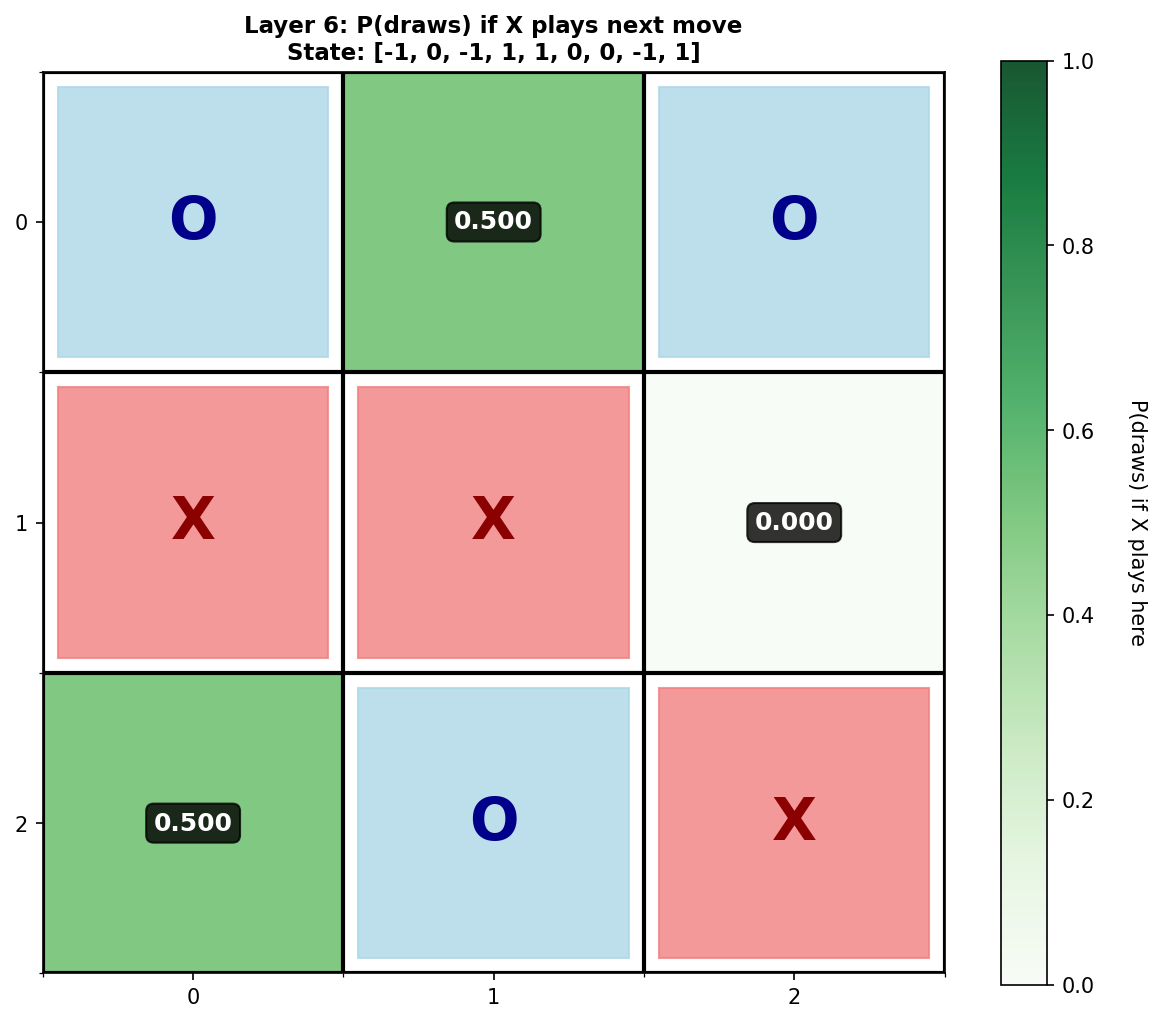 Layer 6: P(draws) if X plays next move
State: [-1, 0, -1, 1, 1, 0, 0, -1, 1]
O 0.500 O
X X 0.000
0.500 O X
0
1
2
0 1 2
1.0
0.8
0.6
0.4
0.2
0.0
P(draws) if X plays here